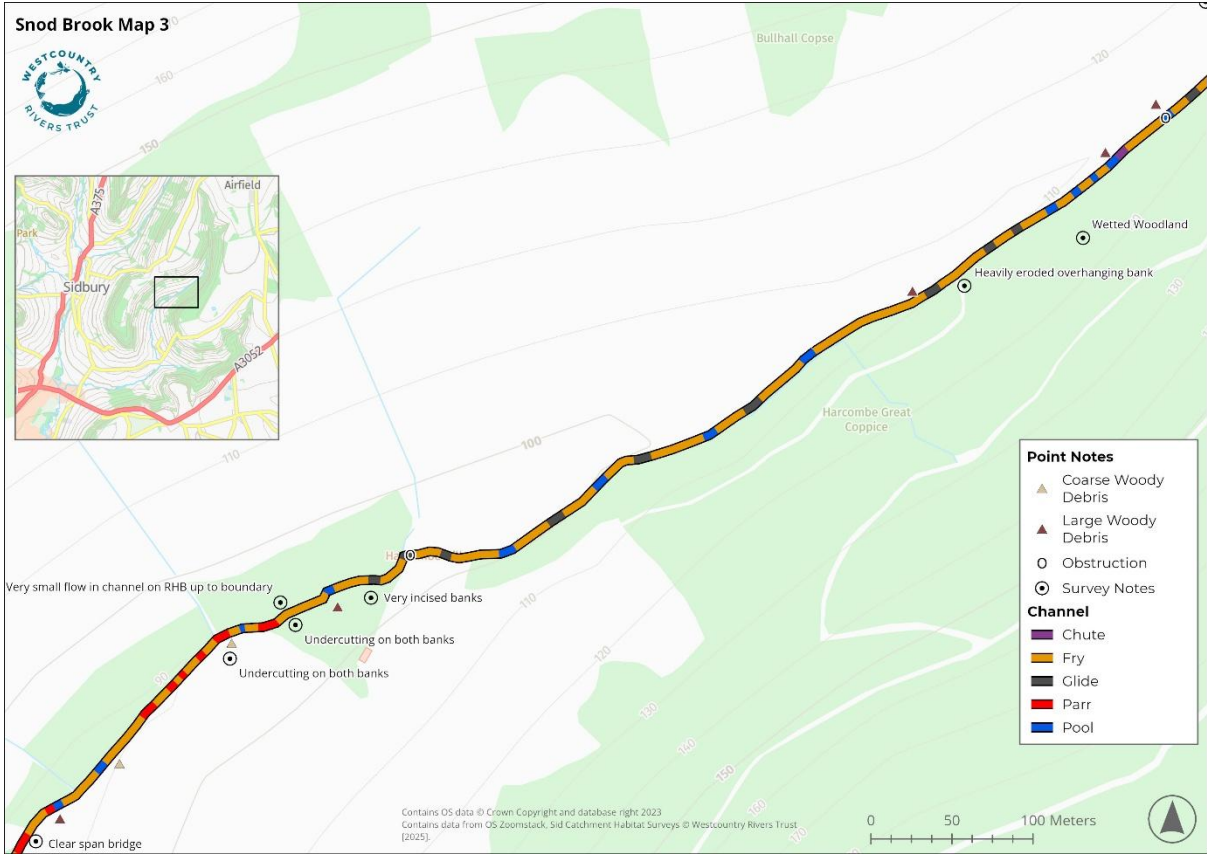 Snod Brook Map 3
WESTCOUNTRY
RIVERS TRUST
160
150
70
Bullhall Copse
120
Airfield
A375
Park
Sidbury
A3052
110
Wetted Woodland
Heavily eroded overhanging bank
130
Harcombe Great
Coppice
110
100
Very small flow in channel on RHB up to boundary
Very incised banks
Undercutting on both banks
Undercutting on both banks
110
120
90
130
140
150
160
170
Clear span bridge
Point Notes
Coarse Woody
Debris
Large Woody
Debris
O Obstruction
Survey Notes
Channel
Chute
Fry
Glide
Parr
Pool
Contains OS data © Crown Copyright and database right 2023
Contains data from OS Zoomstack, Sid Catchment Habitat Surveys © Westcountry Rivers Trust
[2025].
0 50 100 Meters